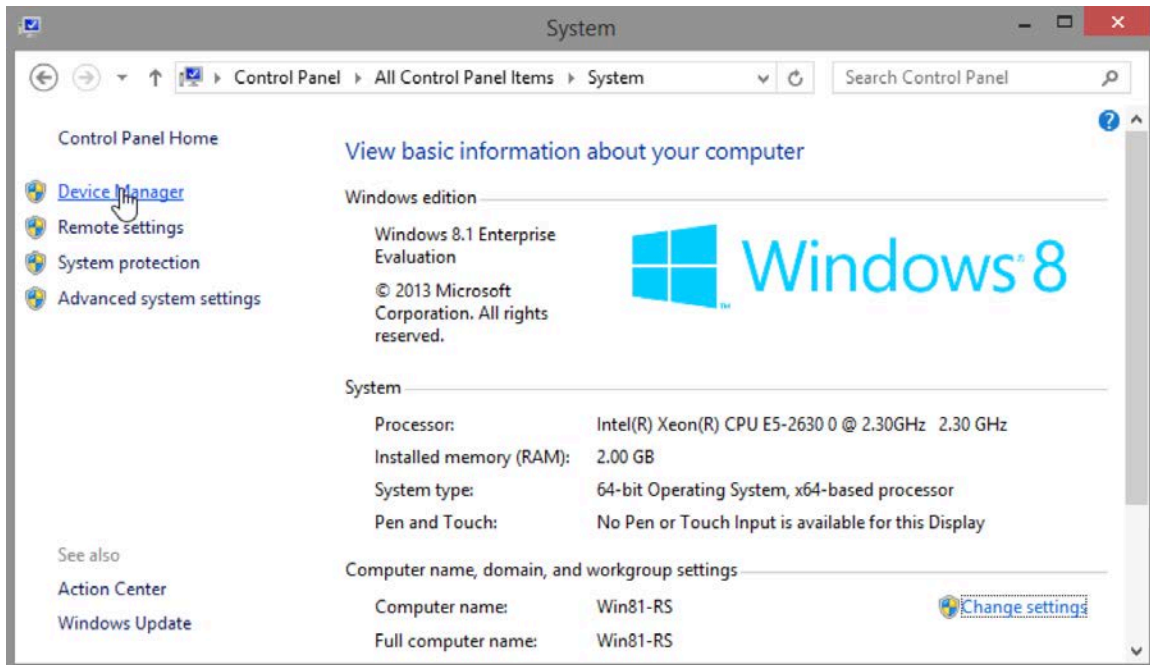 System
Control Panel ▸ All Control Panel Items ▸ System
Search Control Panel
Control Panel Home
Device Manager
Remote settings
System protection
Advanced system settings
See also
Action Center
Windows Update
View basic information about your computer
Windows edition
Windows 8.1 Enterprise
Evaluation
© 2013 Microsoft
Corporation. All rights
reserved.
Windows® 8
System
Processor: Intel(R) Xeon(R) CPU E5-2630 0 @ 2.30GHz 2.30 GHz
Installed memory (RAM): 2.00 GB
System type: 64-bit Operating System, x64-based processor
Pen and Touch: No Pen or Touch Input is available for this Display
Computer name, domain, and workgroup settings
Computer name: Win81-RS
Change settings
Full computer name: Win81-RS